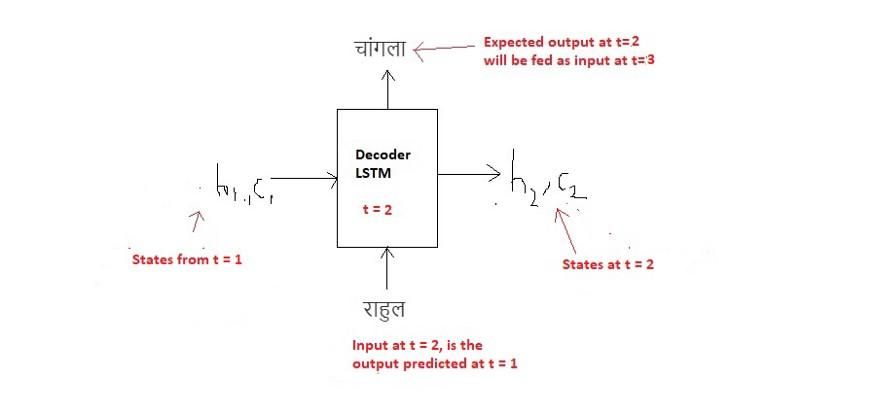 चांगला
Expected output at t=2
will be fed as input at t=3
Decoder
LSTM
t = 2
h1, c1
h2, c2
States from t = 1
States at t = 2
राहुल
Input at t = 2, is the
output predicted at t = 1